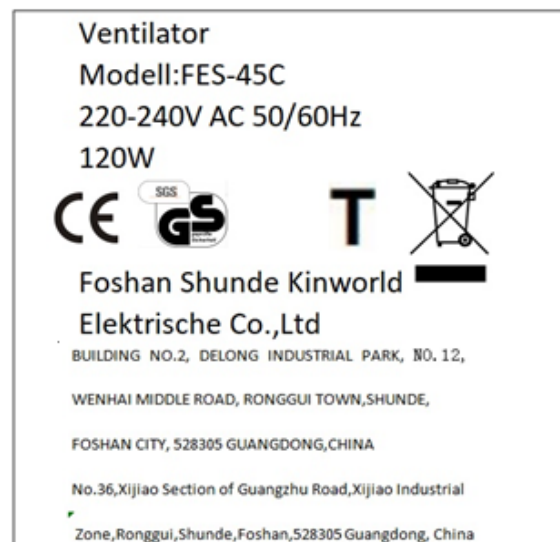 Ventilator
Modell:FES-45C
220-240V AC 50/60Hz
120W
CE SGS GS geprüfte Sicherheit T
Foshan Shunde Kinworld
Elektrische Co.,Ltd
BUILDING NO.2, DELONG INDUSTRIAL PARK, NO.12,
WENHAI MIDDLE ROAD, RONGGUI TOWN,SHUNDE,
FOSHAN CITY, 528305 GUANGDONG,CHINA
No.36,Xijiao Section of Guangzhu Road,Xijiao Industrial
Zone,Ronggui,Shunde,Foshan,528305 Guangdong, China